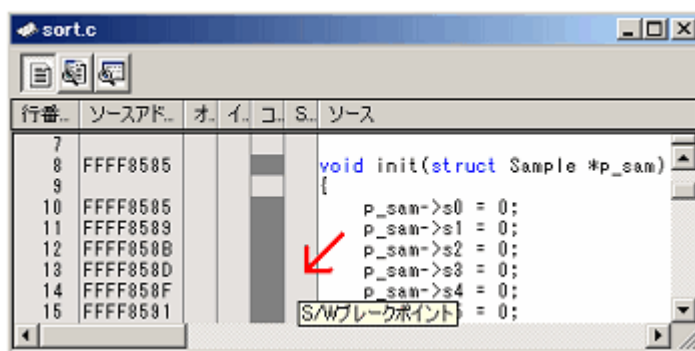 sort.c
行番... ソースアド... オ.. イ.. コ.. S.. ソース
7
8 FFFF8585 void init(struct Sample *p_sam)
9 {
10 FFFF8585 p_sam->s0 = 0;
11 FFFF8589 p_sam->s1 = 0;
12 FFFF858B p_sam->s2 = 0;
13 FFFF858D p_sam->s3 = 0;
14 FFFF858F p_sam->s4 = 0;
15 FFFF8591 = 0;
S/Wブレークポイント